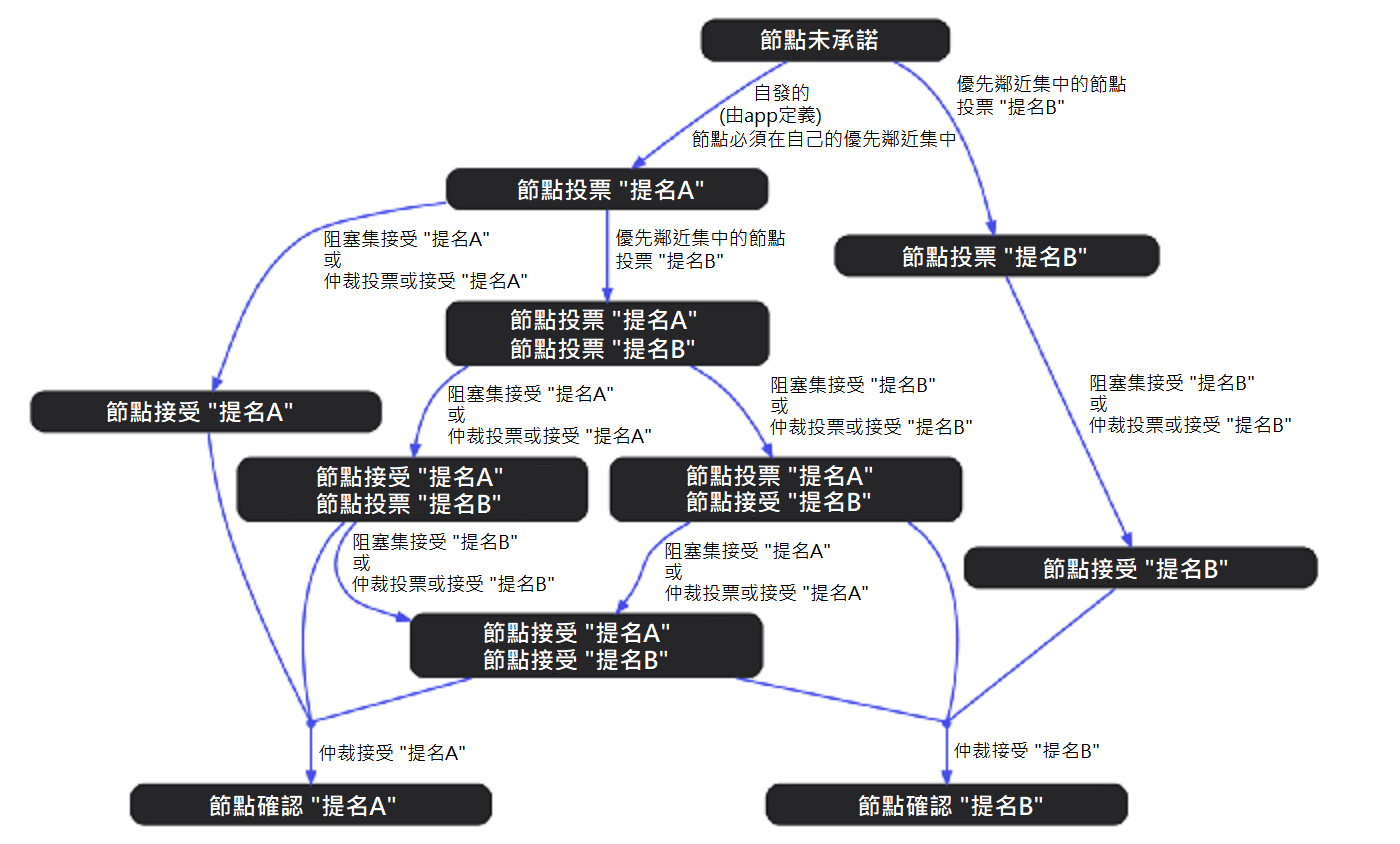 節點未承諾
自發的
(由app定義)
節點必須在自己的優先鄰近集中
優先鄰近集中的節點
投票 "提名B"
節點投票 "提名A"
阻塞集接受 "提名A"
或
仲裁投票或接受 "提名A"
優先鄰近集中的節點
投票 "提名B"
節點投票 "提名B"
節點投票 "提名A"
節點投票 "提名B"
阻塞集接受 "提名A"
或
仲裁投票或接受 "提名A"
阻塞集接受 "提名B"
或
仲裁投票或接受 "提名B"
阻塞集接受 "提名B"
或
仲裁投票或接受 "提名B"
節點接受 "提名A"
節點接受 "提名A"
節點投票 "提名B"
節點投票 "提名A"
節點接受 "提名B"
阻塞集接受 "提名B"
或
仲裁投票或接受 "提名B"
阻塞集接受 "提名A"
或
仲裁投票或接受 "提名A"
節點接受 "提名B"
節點接受 "提名A"
節點接受 "提名B"
仲裁接受 "提名A"
仲裁接受 "提名B"
節點確認 "提名A"
節點確認 "提名B"